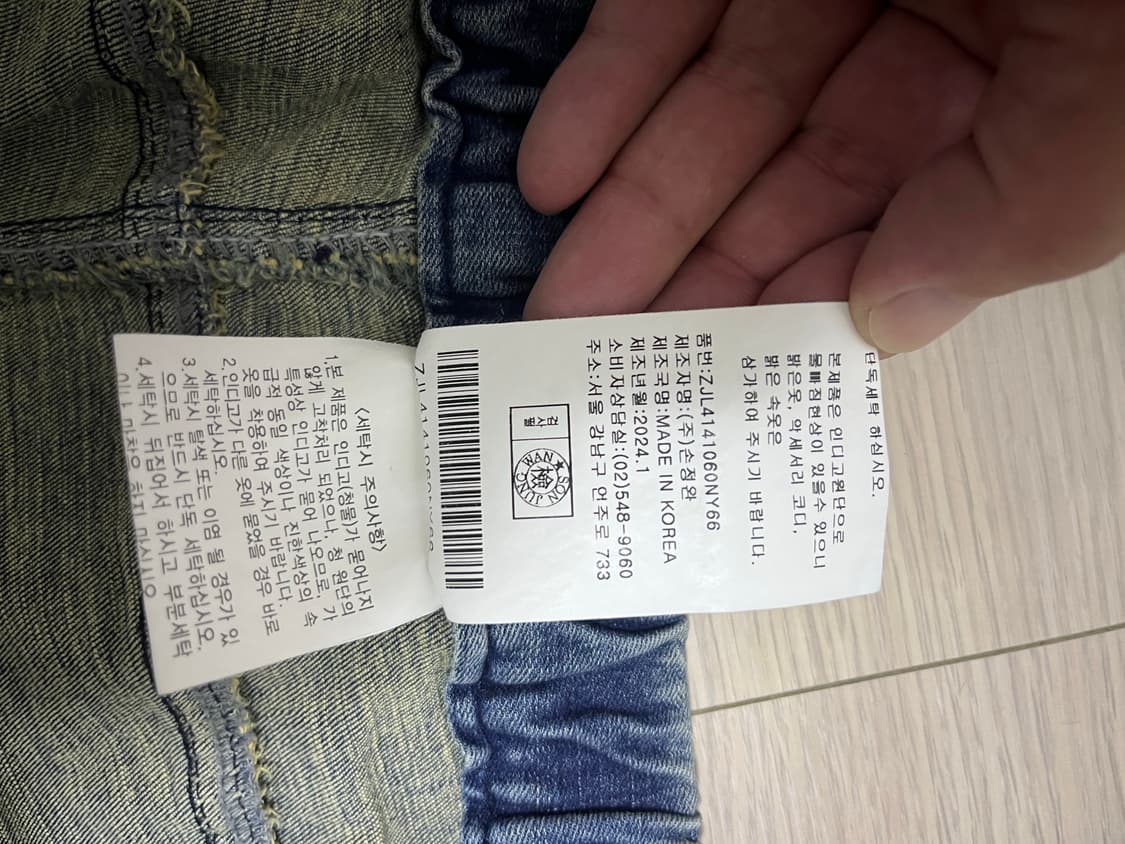 단독세탁 하십시오.
본제품은 인디고원단으로
물빠짐현상이 있을수 있으니
밝은옷, 악세서리 코디,
밝은 속옷은
삼가하여 주시기 바랍니다.
품번:ZJL4141060NY66
제조자명:(주)손정완
제조국명:MADE IN KOREA
제조년월:2024.1
소비자상담실:(02)548-9060
주소:서울 강남구 언주로 733
검사필
SON JUNG WAN
檢
<세탁시 주의사항>
1.본 제품은 인디고(청물)가 묻어나지
않게 고착처리 되었으나, 청 원단의
특성상 인디고가 묻어 나오므로, 가
급적 동일 색상이나 진한색상의 속
옷을 착용하여 주시기 바랍니다.
2.인디고가 다른 옷에 묻었을 경우 바로
세탁하십시오.
3.세탁시 탈색 또는 이염 될 경우가 있
으므로 반드시 단독 세탁하십시오.
4.세탁시 뒤집어서 하시고 부분세탁